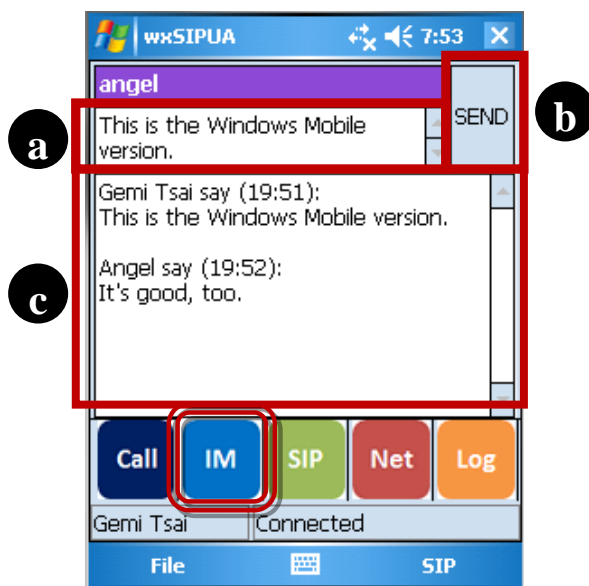 wxSIPUA 7:53
angel
SEND
b
a
This is the Windows Mobile
version.
Gemi Tsai say (19:51):
This is the Windows Mobile version.
Angel say (19:52):
It's good, too.
c
Call IM SIP Net Log
Gemi Tsai Connected
File SIP